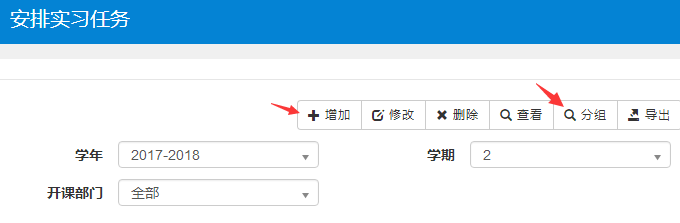 安排实习任务
增加 修改 删除 查看 分组 导出
学年 2017-2018 学期 2
开课部门 全部